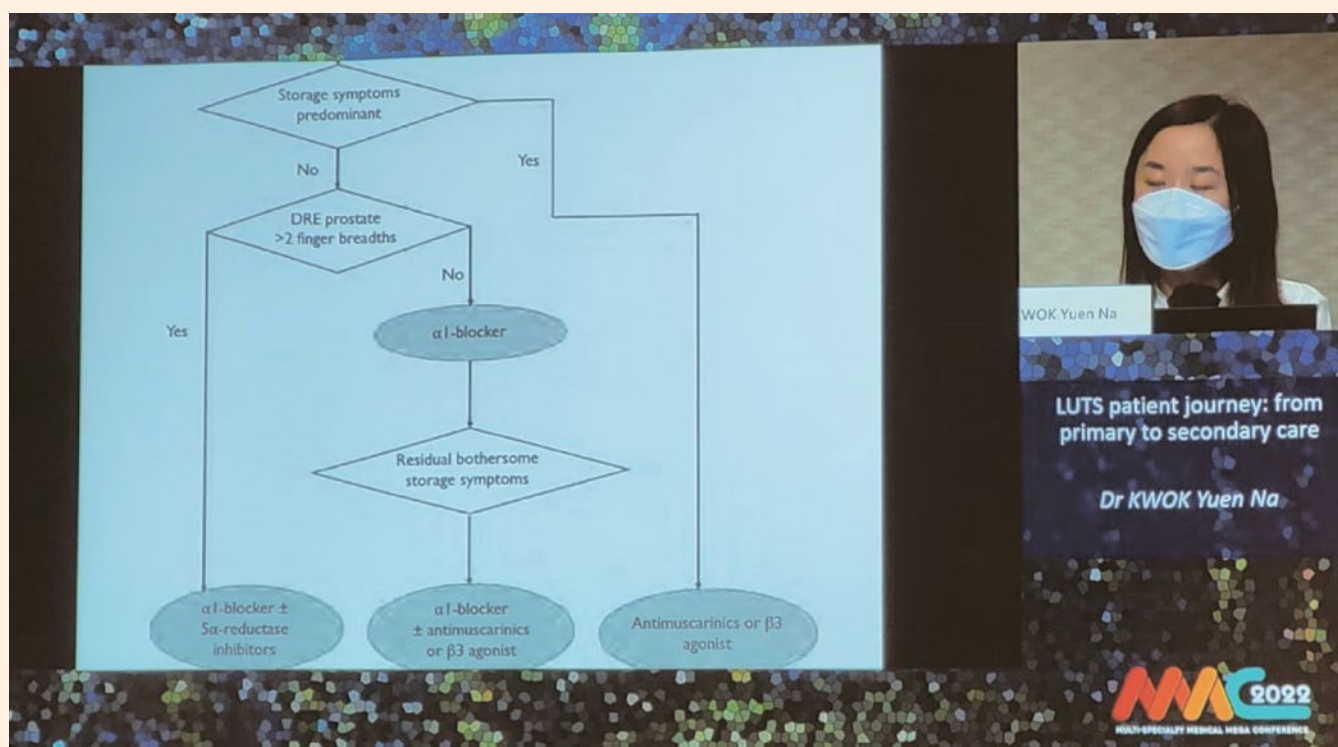 Storage symptoms
predominant
No
Yes
DRE prostate
>2 finger breadths
No
Yes
α1-blocker
Residual bothersome
storage symptoms
α1-blocker ±
5α-reductase
inhibitors
α1-blocker
± antimuscarinics
or β3 agonist
Antimuscarinics or β3
agonist
WOK Yuen Na
LUTS patient journey: from
primary to secondary care
Dr KWOK Yuen Na
MAC 2022
MULTI-SPECIALTY MEDICAL MEGA CONFERENCE